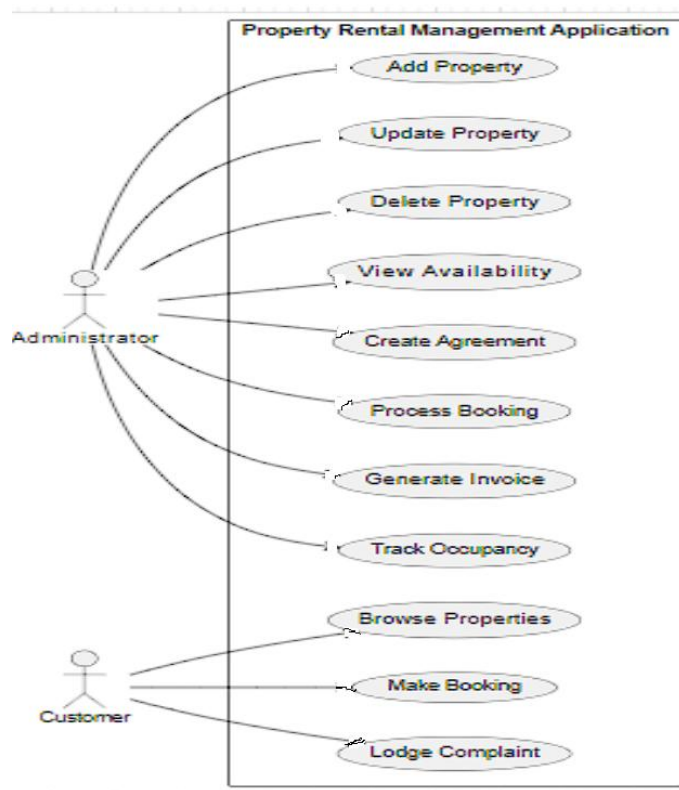 Property Rental Management Application
Add Property
Update Property
Delete Property
View Availability
Administrator
Create Agreement
Process Booking
Generate Invoice
Track Occupancy
Browse Properties
Make Booking
Customer
Lodge Complaint